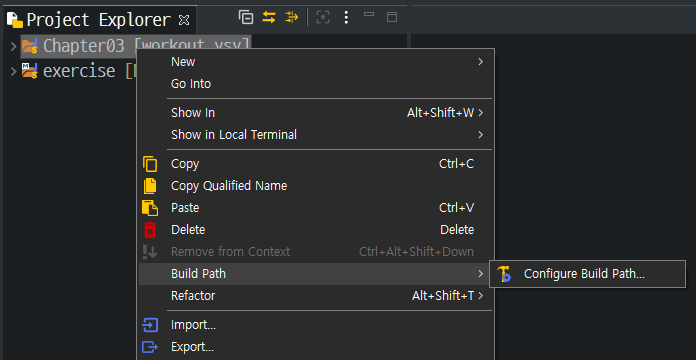 Project Explorer
Chapter03 [workout ysy]
exercise [
New
Go Into
Show In Alt+Shift+W
Show in Local Terminal
Copy Ctrl+C
Copy Qualified Name
Paste Ctrl+V
Delete Delete
Remove from Context Ctrl+Alt+Shift+Down
Build Path
Configure Build Path...
Refactor Alt+Shift+T
Import...
Export...